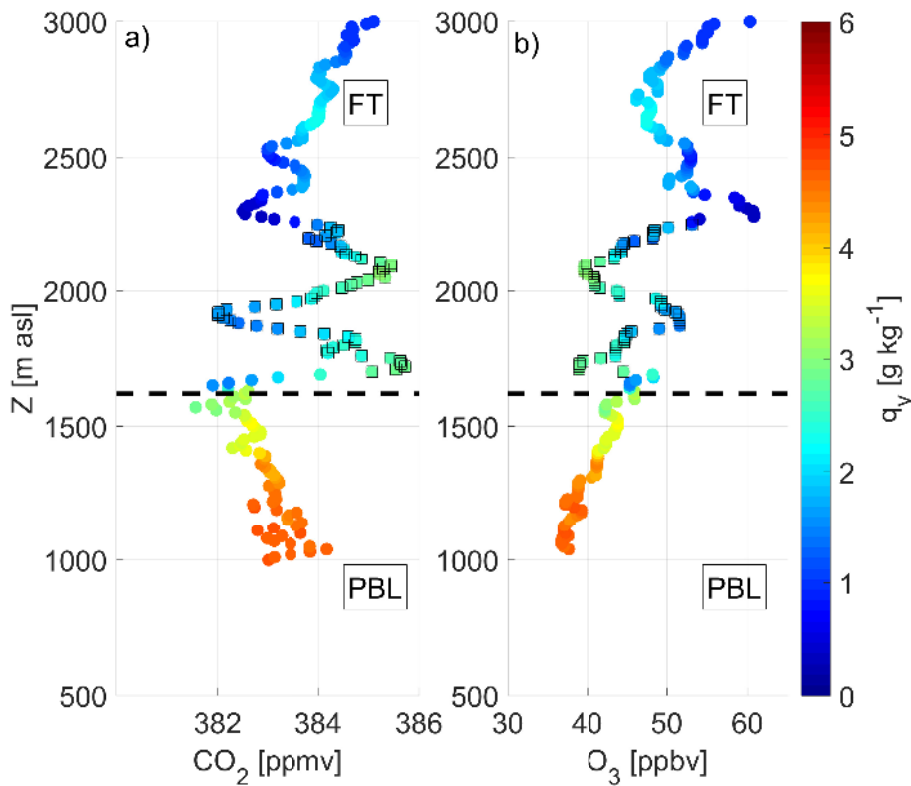 a)
b)
3000
2500
2000
1500
1000
500
Z [m asl]
FT
PBL
382
384
386
CO₂ [ppmv]
FT
PBL
30
40
50
60
O₃ [ppbv]
6
5
4
3
2
1
0
qᵥ [g kg⁻¹]